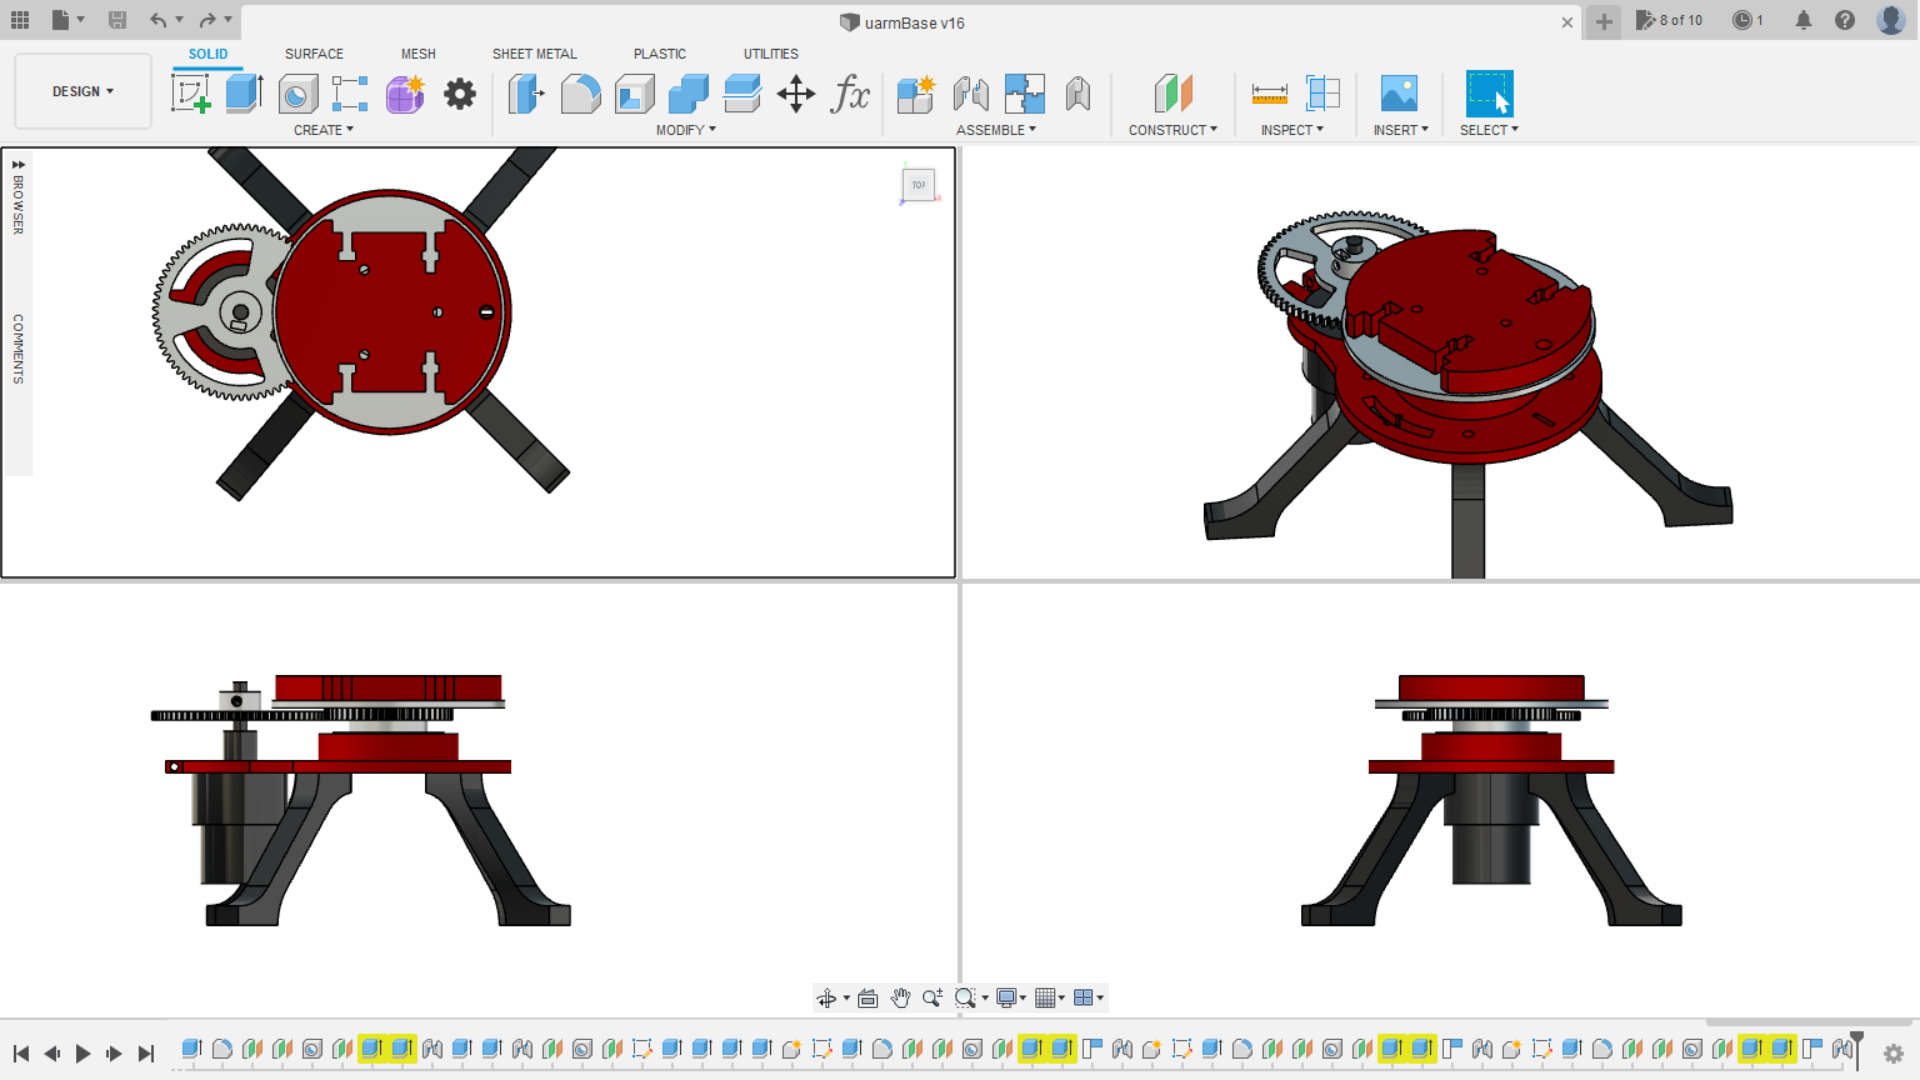 uarmBase v16
8 of 10
1
DESIGN
SOLID
SURFACE
MESH
SHEET METAL
PLASTIC
UTILITIES
fx
CREATE
MODIFY
ASSEMBLE
CONSTRUCT
INSPECT
INSERT
SELECT
BROWSER
COMMENTS
TOP